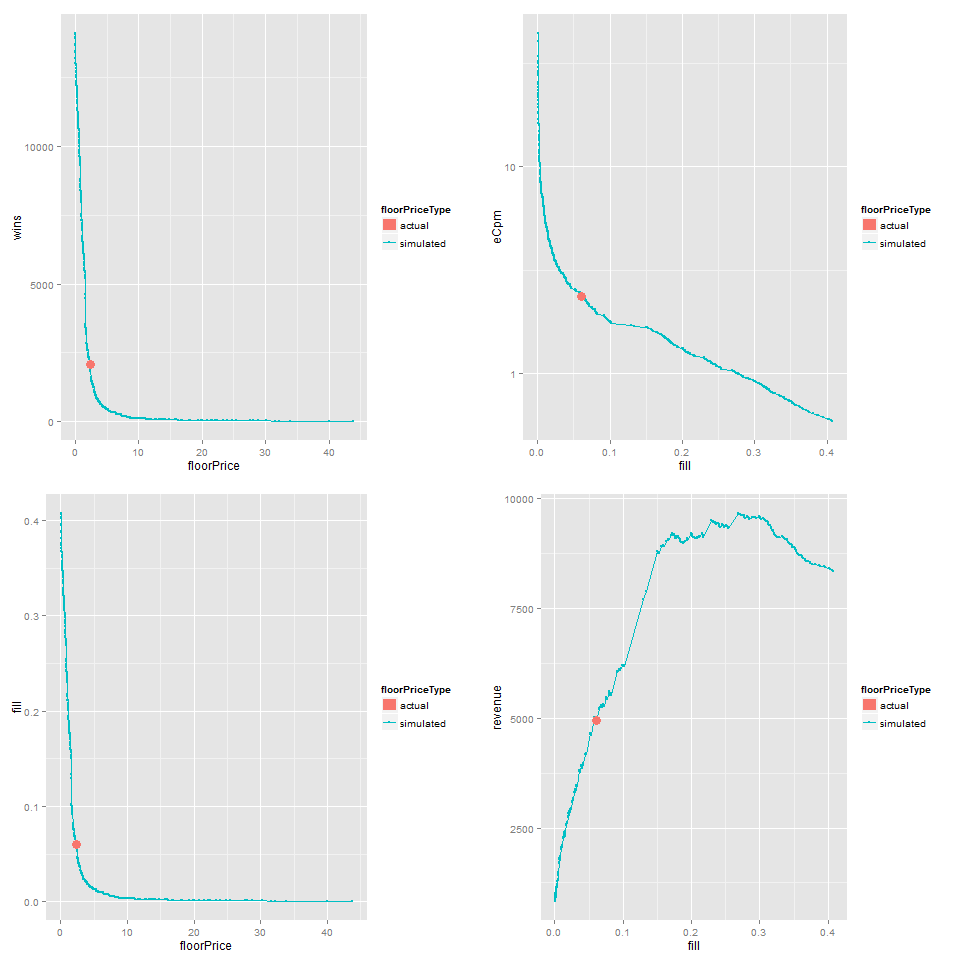 wins
10000
5000
0
0
10
20
30
40
floorPrice
floorPriceType
actual
simulated
eCpm
10
1
0.0
0.1
0.2
0.3
0.4
fill
floorPriceType
actual
simulated
fill
0.4
0.3
0.2
0.1
0.0
0
10
20
30
40
floorPrice
floorPriceType
actual
simulated
revenue
10000
7500
5000
2500
0.0
0.1
0.2
0.3
0.4
fill
floorPriceType
actual
simulated